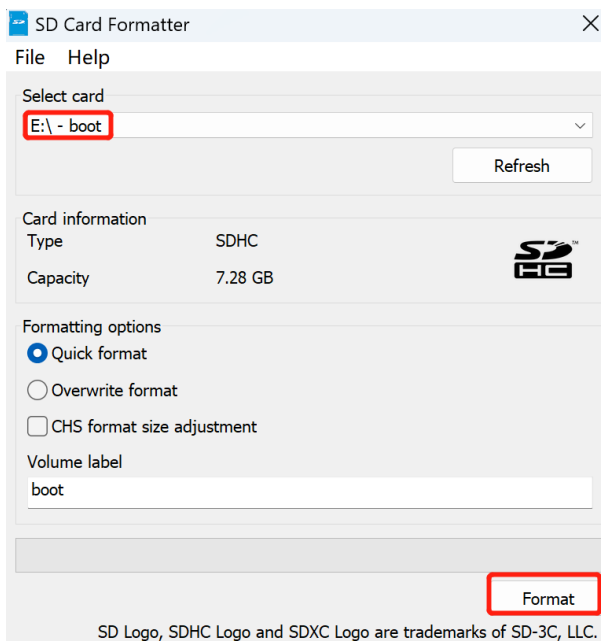 SD Card Formatter
File Help
Select card
E:\ - boot
Refresh
Card information
Type SDHC
Capacity 7.28 GB
SD™
HC
Formatting options
Quick format
Overwrite format
CHS format size adjustment
Volume label
boot
Format
SD Logo, SDHC Logo and SDXC Logo are trademarks of SD-3C, LLC.